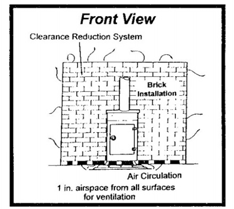 Front View
Clearance Reduction System
Brick
Installation
Air Circulation
1 in. airspace from all surfaces
for ventilation